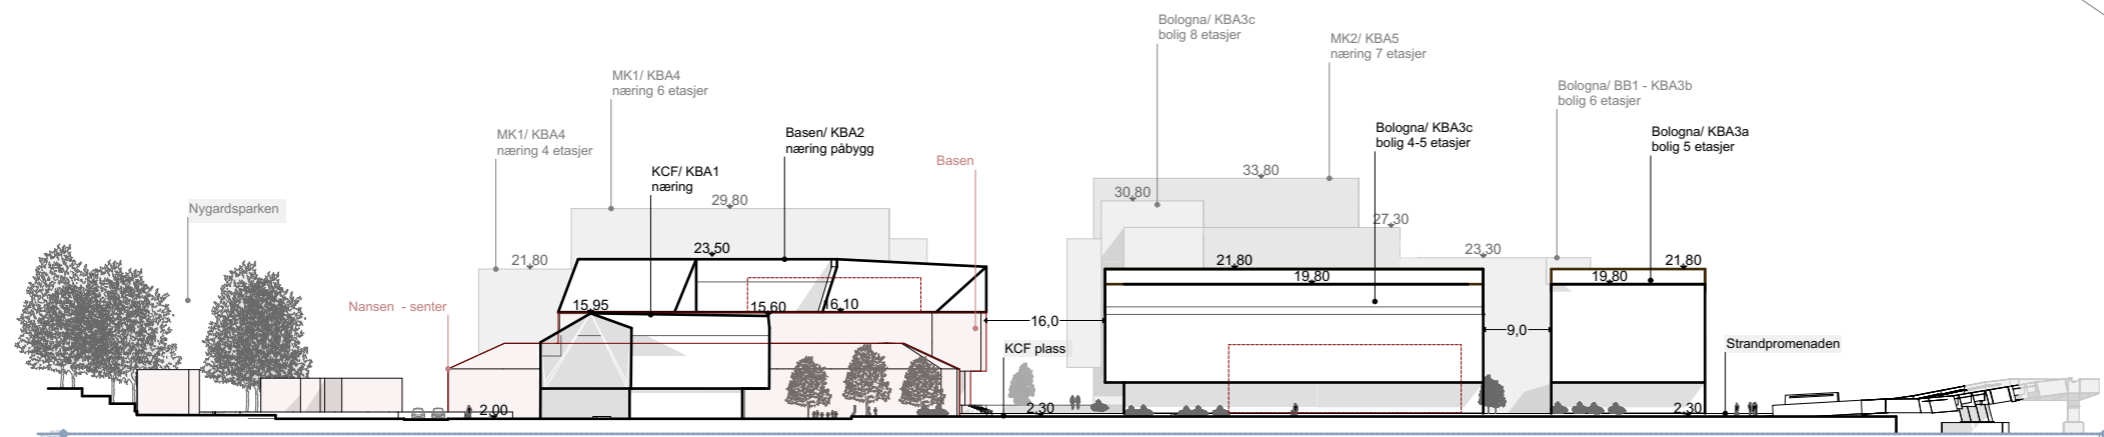 Bologna/ KBA3c
bolig 8 etasjer
MK2/ KBA5
næring 7 etasjer
MK1/ KBA4
næring 6 etasjer
Bologna/ BB1 - KBA3b
bolig 6 etasjer
MK1/ KBA4
næring 4 etasjer
Basen/ KBA2
næring påbygg
Bologna/ KBA3c
bolig 4-5 etasjer
Bologna/ KBA3a
bolig 5 etasjer
KCF/ KBA1
næring
Basen
33,80
30,80
29,80
Nygardsparken
27,30
23,50
23,30
21,80
21,80
21,80
19,80
19,80
Nansen - senter
15,95
15,60
16,10
16,0
9,0
KCF plass
Strandpromenaden
2,00
2,30
2,30